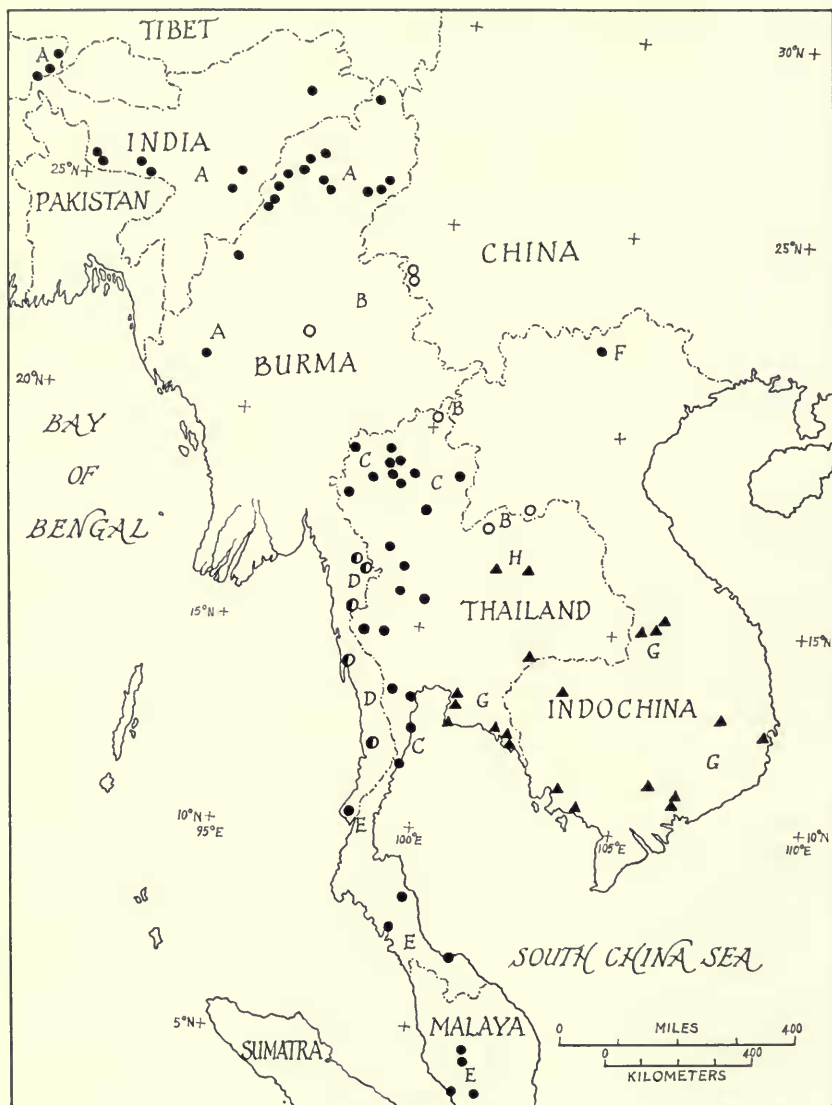 TIBET
A
30°N
INDIA
25°N
A
A
PAKISTAN
CHINA
25°N
B
A
F
BURMA
20°N
B
BAY
OF
BENGAL
C
C
B
H
D
THAILAND
15°N
G
15°N
D
G
INDOCHINA
C
G
10°N
95°E
E
100°E
105°E
10°N
110°E
E
SOUTH CHINA SEA
5°N
MALAYA
0 MILES 400
SUMATRA
E
0 400
KILOMETERS